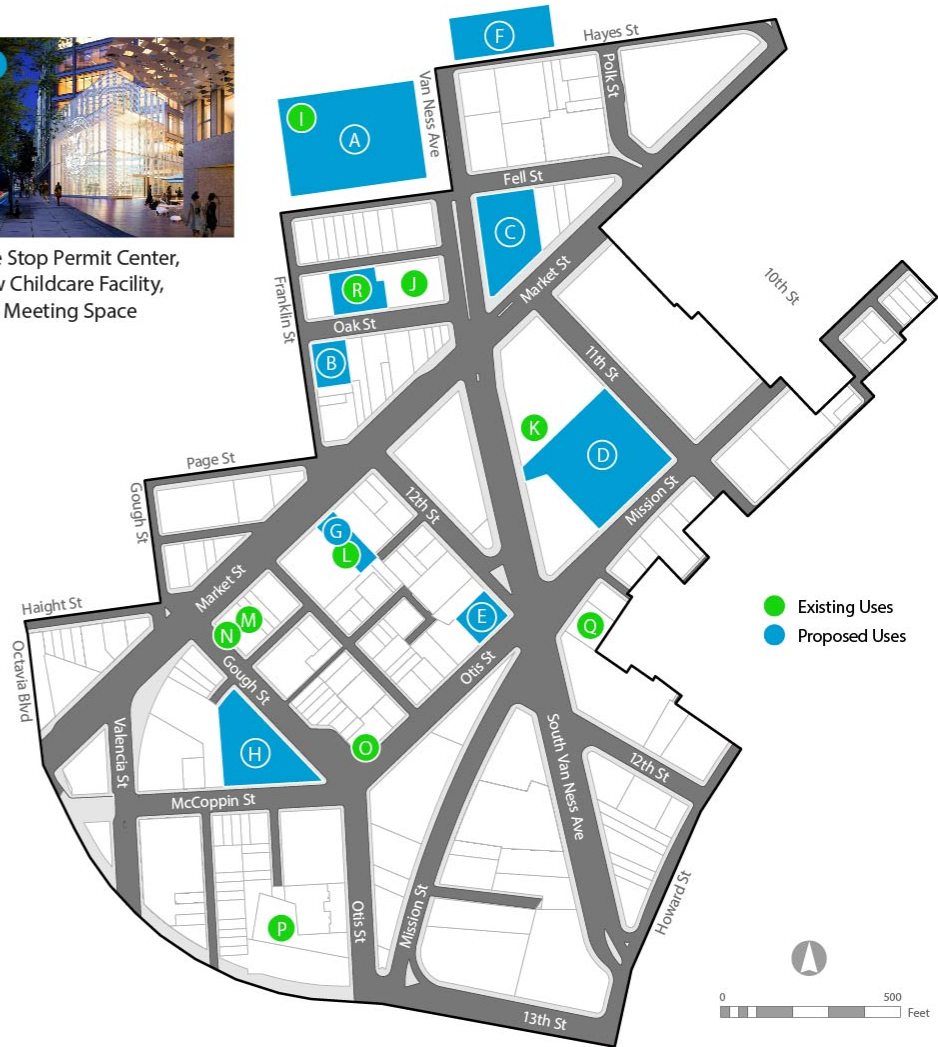 F
Hayes St
Polk St
Van Ness Ave
I
A
Fell St
C
Stop Permit Center,
Childcare Facility,
Meeting Space
Market St
10th St
Franklin St
R
J
Oak St
B
11th St
K
D
Page St
Gough St
12th St
Mission St
G
L
Market St
Haight St
M
N
E
Q
Existing Uses
Proposed Uses
Octavia Blvd
Gough St
Otis St
Valencia St
H
O
South Van Ness Ave
12th St
McCoppin St
Otis St
Mission St
Howard St
P
0 500
Feet
13th St